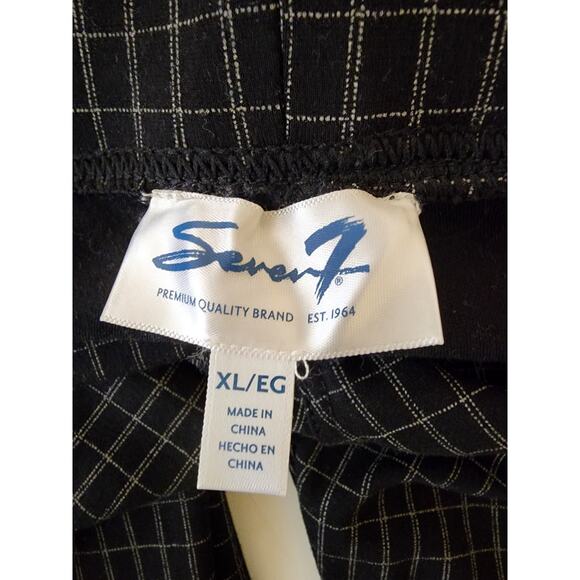 Seven7®
PREMIUM QUALITY BRAND EST. 1964
XL/EG
MADE IN
CHINA
HECHO EN
CHINA